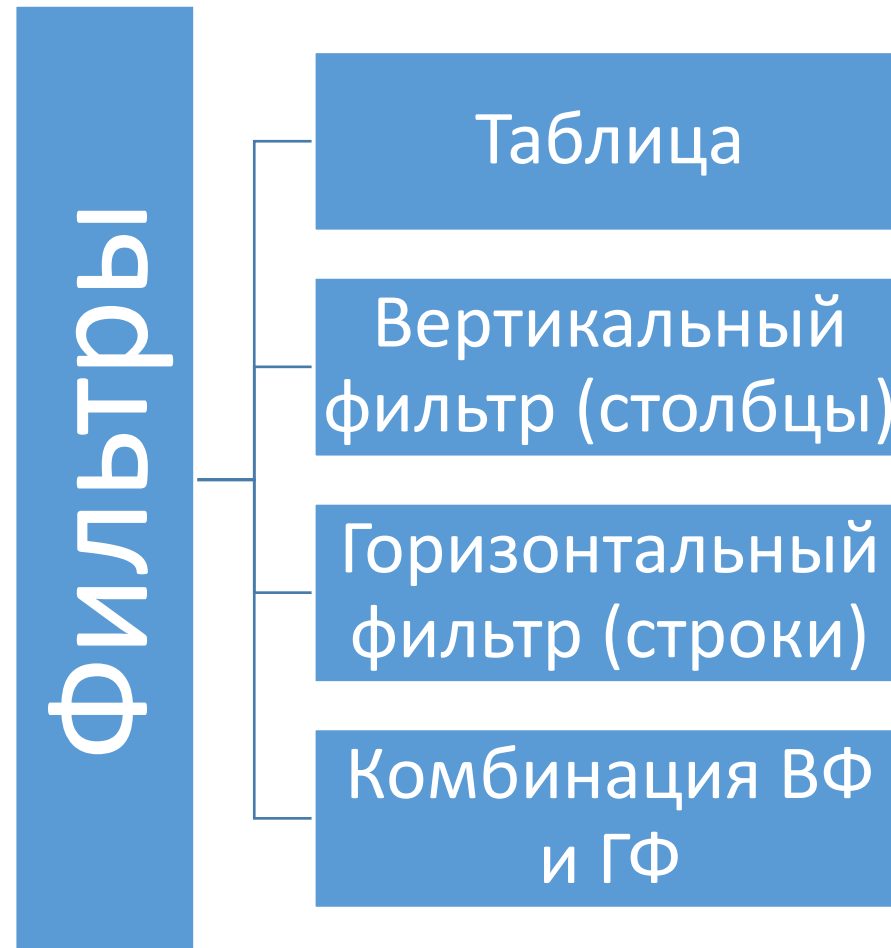 Фильтры
Таблица
Вертикальный
фильтр (столбцы)
Горизонтальный
фильтр (строки)
Комбинация ВФ
и ГФ